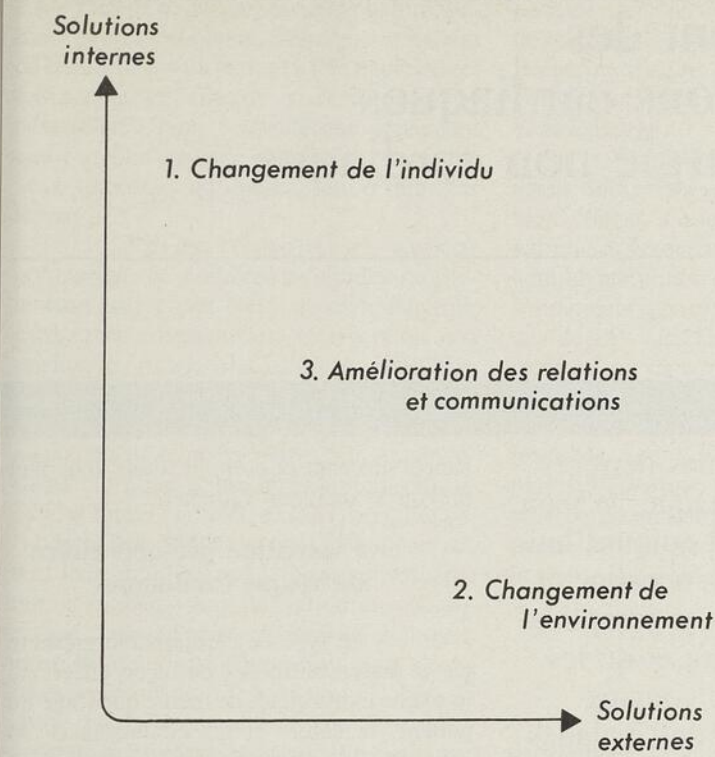 Solutions
internes
1. Changement de l'individu
3. Amélioration des relations
et communications
2. Changement de
l'environnement
Solutions
externes